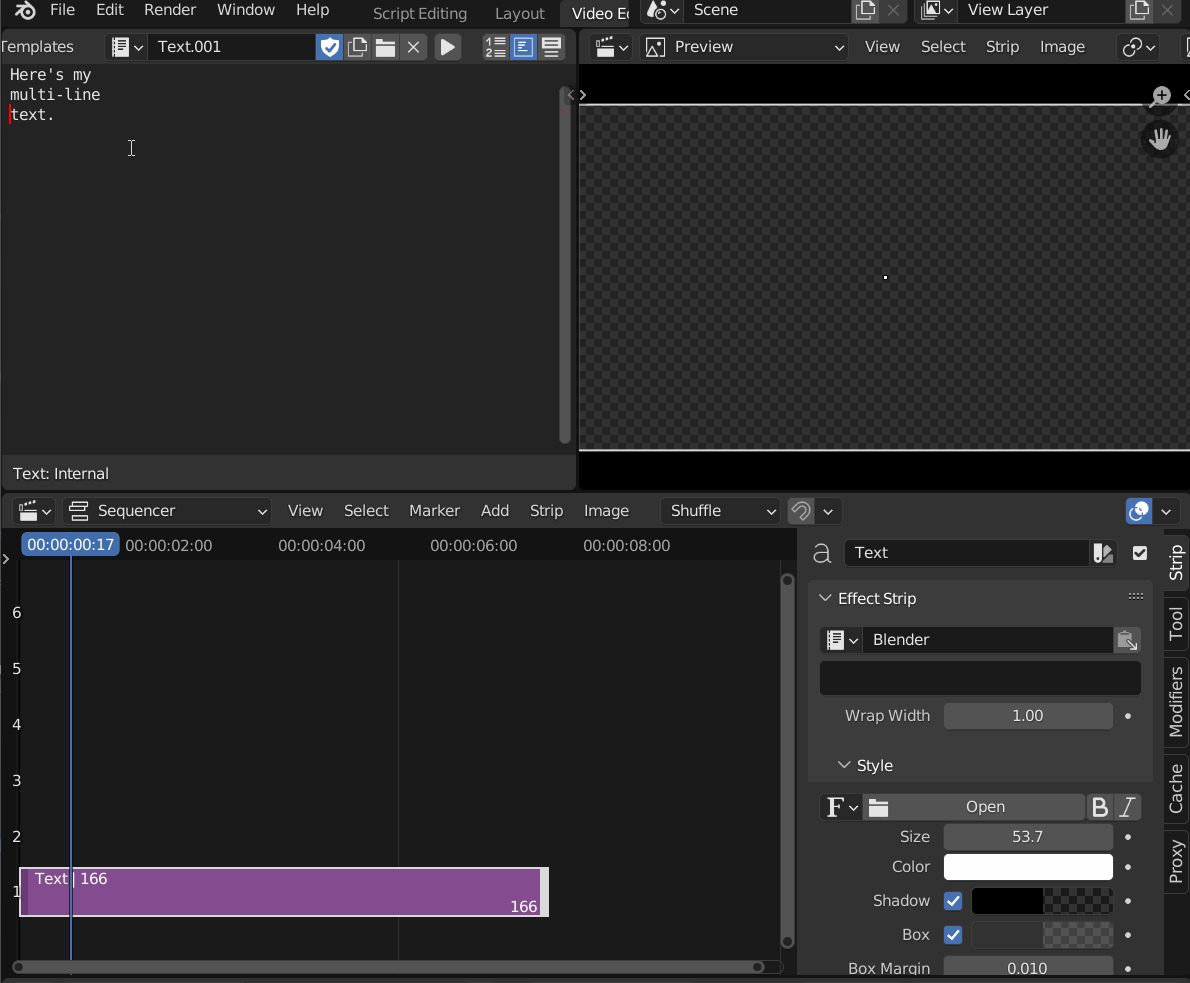 File Edit Render Window Help Script Editing Layout Video E Scene View Layer
Templates Text.001 Preview View Select Strip Image
Here's my
multi-line
text.
Text: Internal
Sequencer View Select Marker Add Strip Image Shuffle
00:00:00:17 00:00:02:00 00:00:04:00 00:00:06:00 00:00:08:00
6
5
4
3
2
1
Text | 166
166
a Text
Effect Strip
Blender
Wrap Width 1.00
Style
F Open B I
Size 53.7
Color
Shadow
Box
Box Margin 0.010
Strip
Tool
Modifiers
Cache
Proxy